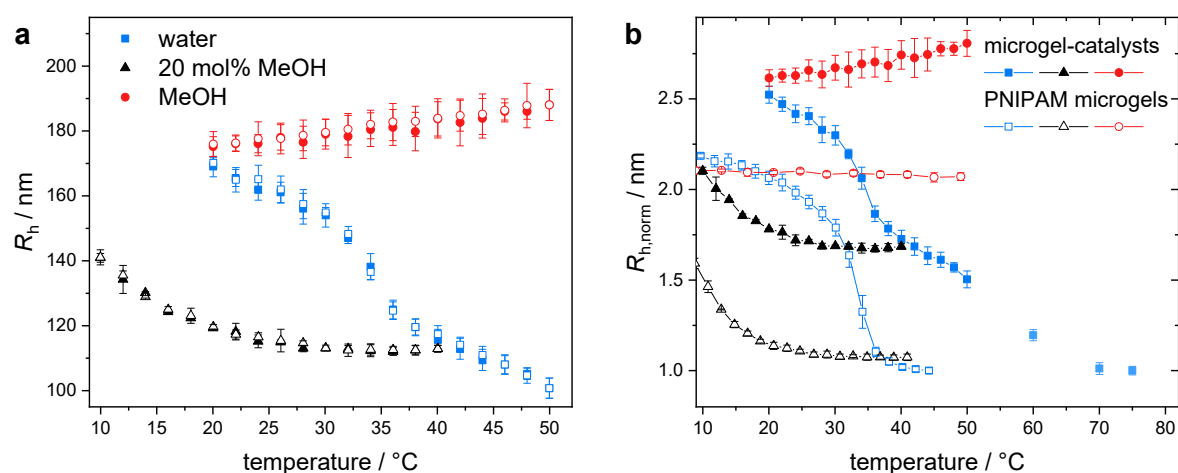 a
water
20 mol% MeOH
MeOH
R_h / nm
200
180
160
140
120
100
10 15 20 25 30 35 40 45 50
temperature / °C
b
microgel-catalysts
PNIPAM microgels
R_h,norm
2.5
2.0
1.5
1.0
10 20 30 40 50 60 70 80
temperature / °C